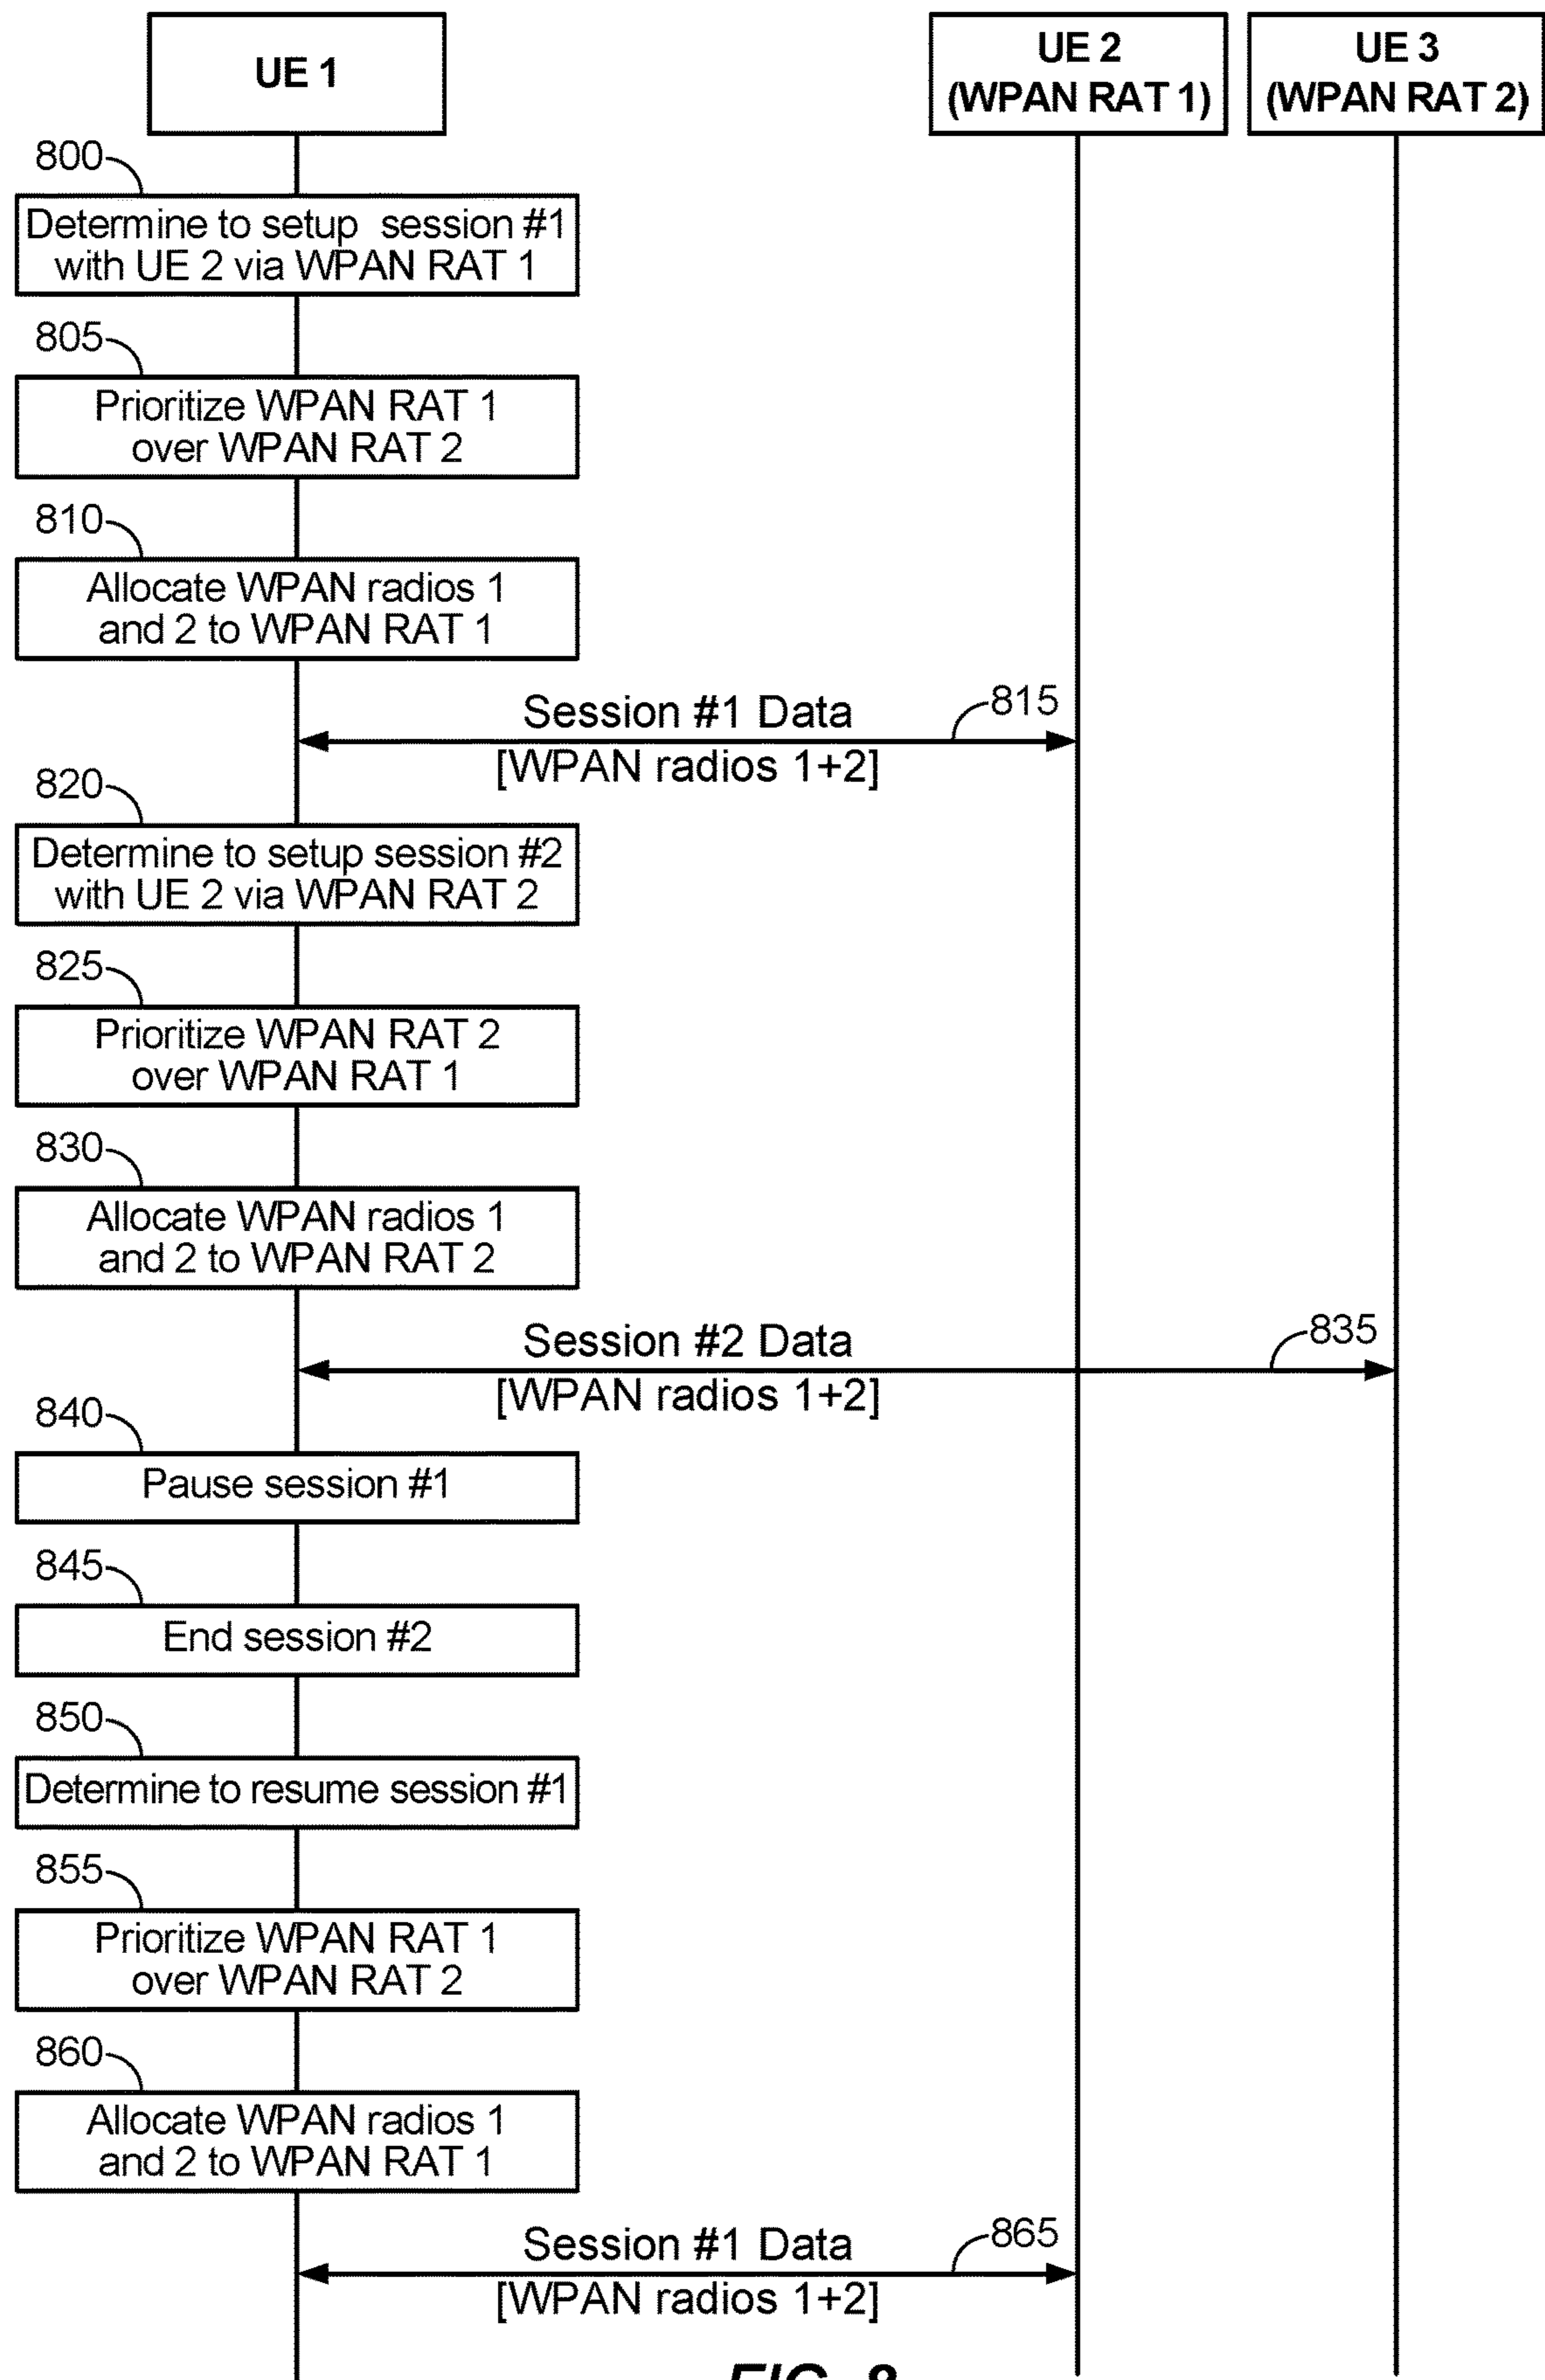 UE 1
UE 2
(WPAN RAT 1)
UE 3
(WPAN RAT 2)
800
Determine to setup session #1
with UE 2 via WPAN RAT 1
805
Prioritize WPAN RAT 1
over WPAN RAT 2
810
Allocate WPAN radios 1
and 2 to WPAN RAT 1
Session #1 Data
815
[WPAN radios 1+2]
820
Determine to setup session #2
with UE 2 via WPAN RAT 2
825
Prioritize WPAN RAT 2
over WPAN RAT 1
830
Allocate WPAN radios 1
and 2 to WPAN RAT 2
Session #2 Data
835
[WPAN radios 1+2]
840
Pause session #1
845
End session #2
850
Determine to resume session #1
855
Prioritize WPAN RAT 1
over WPAN RAT 2
860
Allocate WPAN radios 1
and 2 to WPAN RAT 1
Session #1 Data
865
[WPAN radios 1+2]
FIG. 8